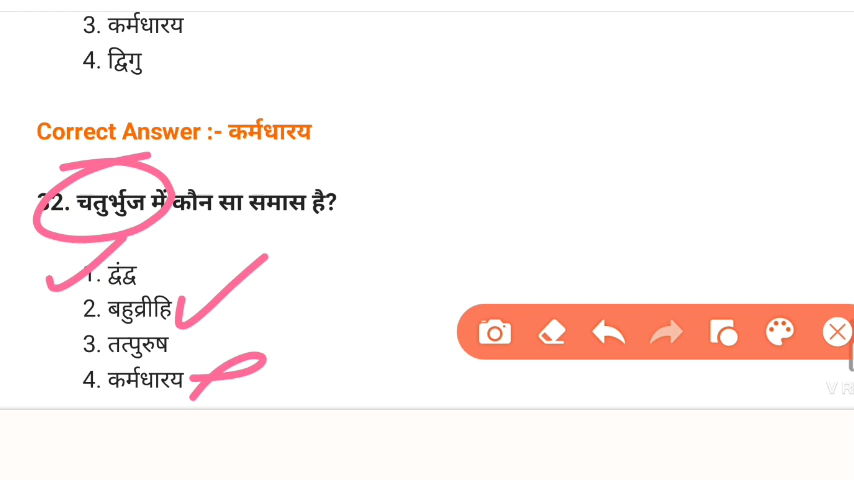 3. कर्मधारय
4. द्विगु
Correct Answer :- कर्मधारय
32. चतुर्भुज में कौन सा समास है?
1. द्वंद्व
2. बहुव्रीहि
3. तत्पुरुष
4. कर्मधारय
V R